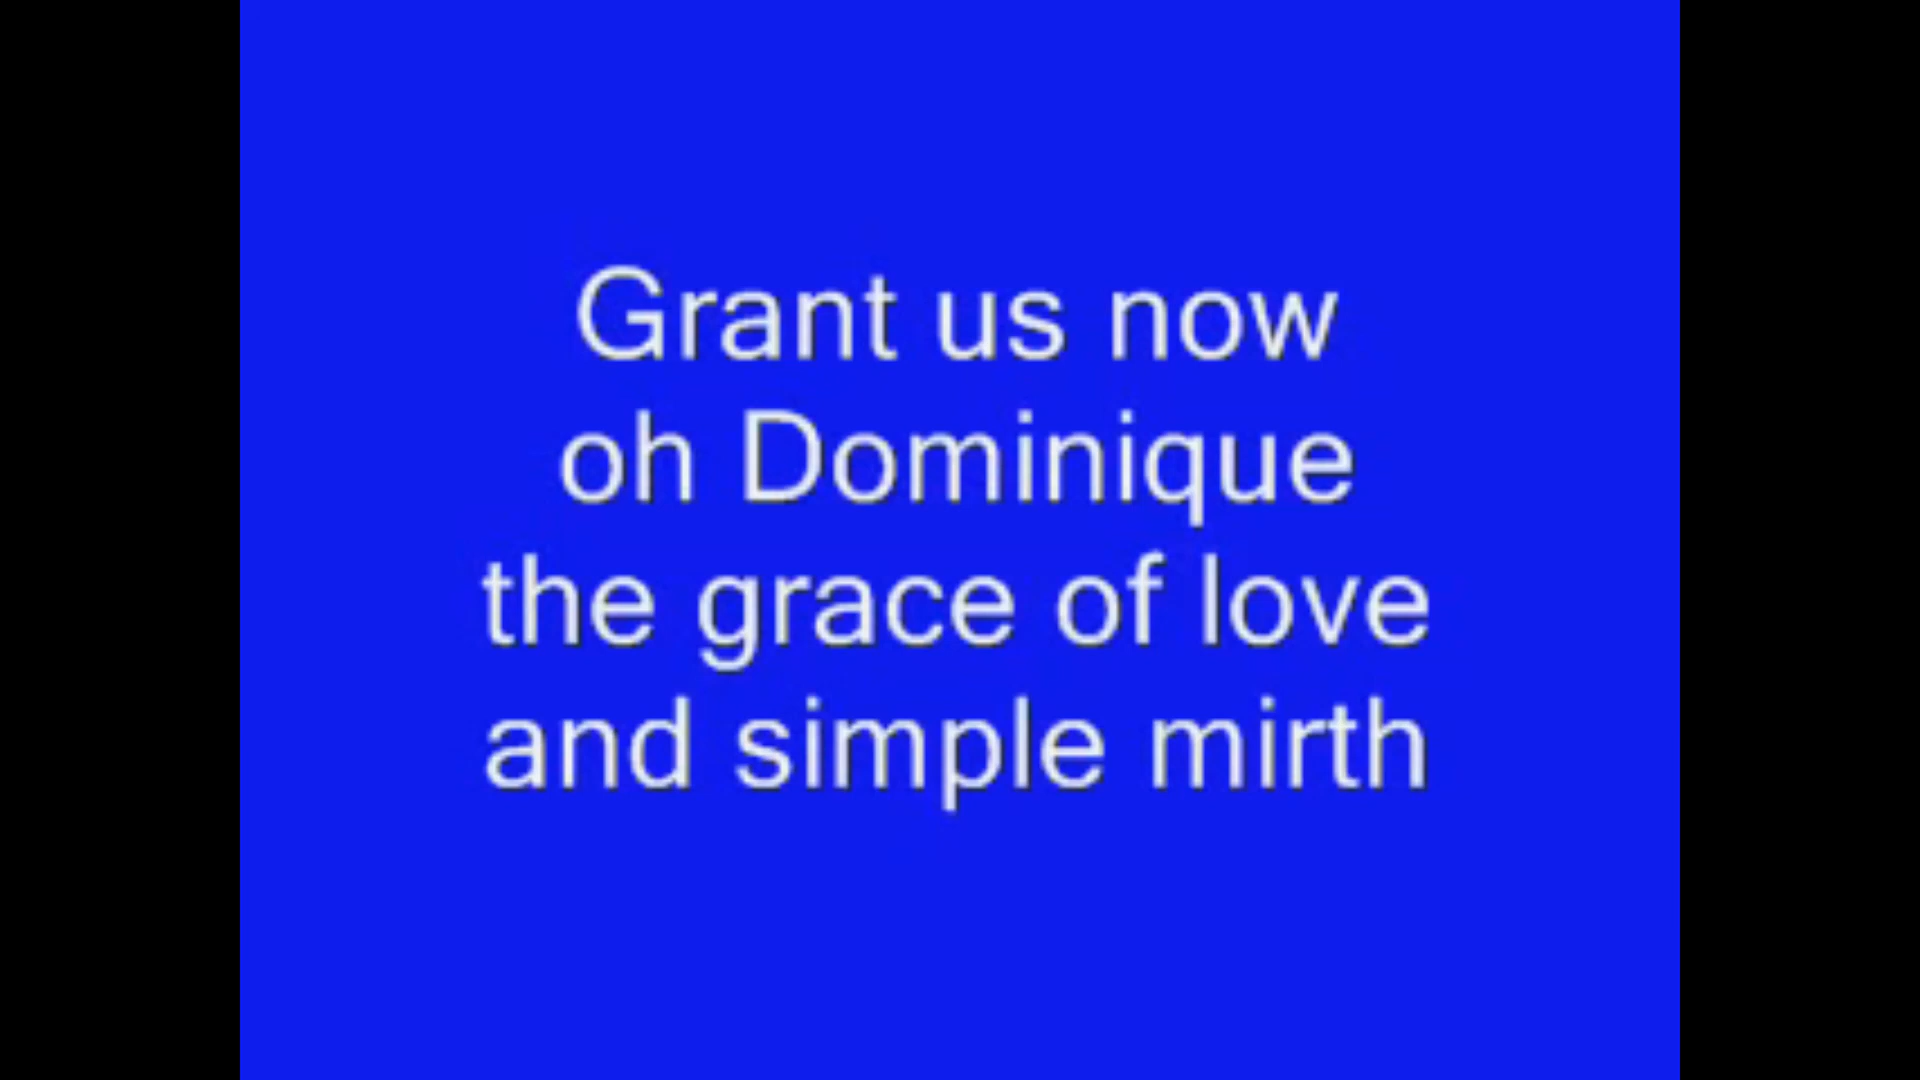 Grant us now
oh Dominique
the grace of love
and simple mirth